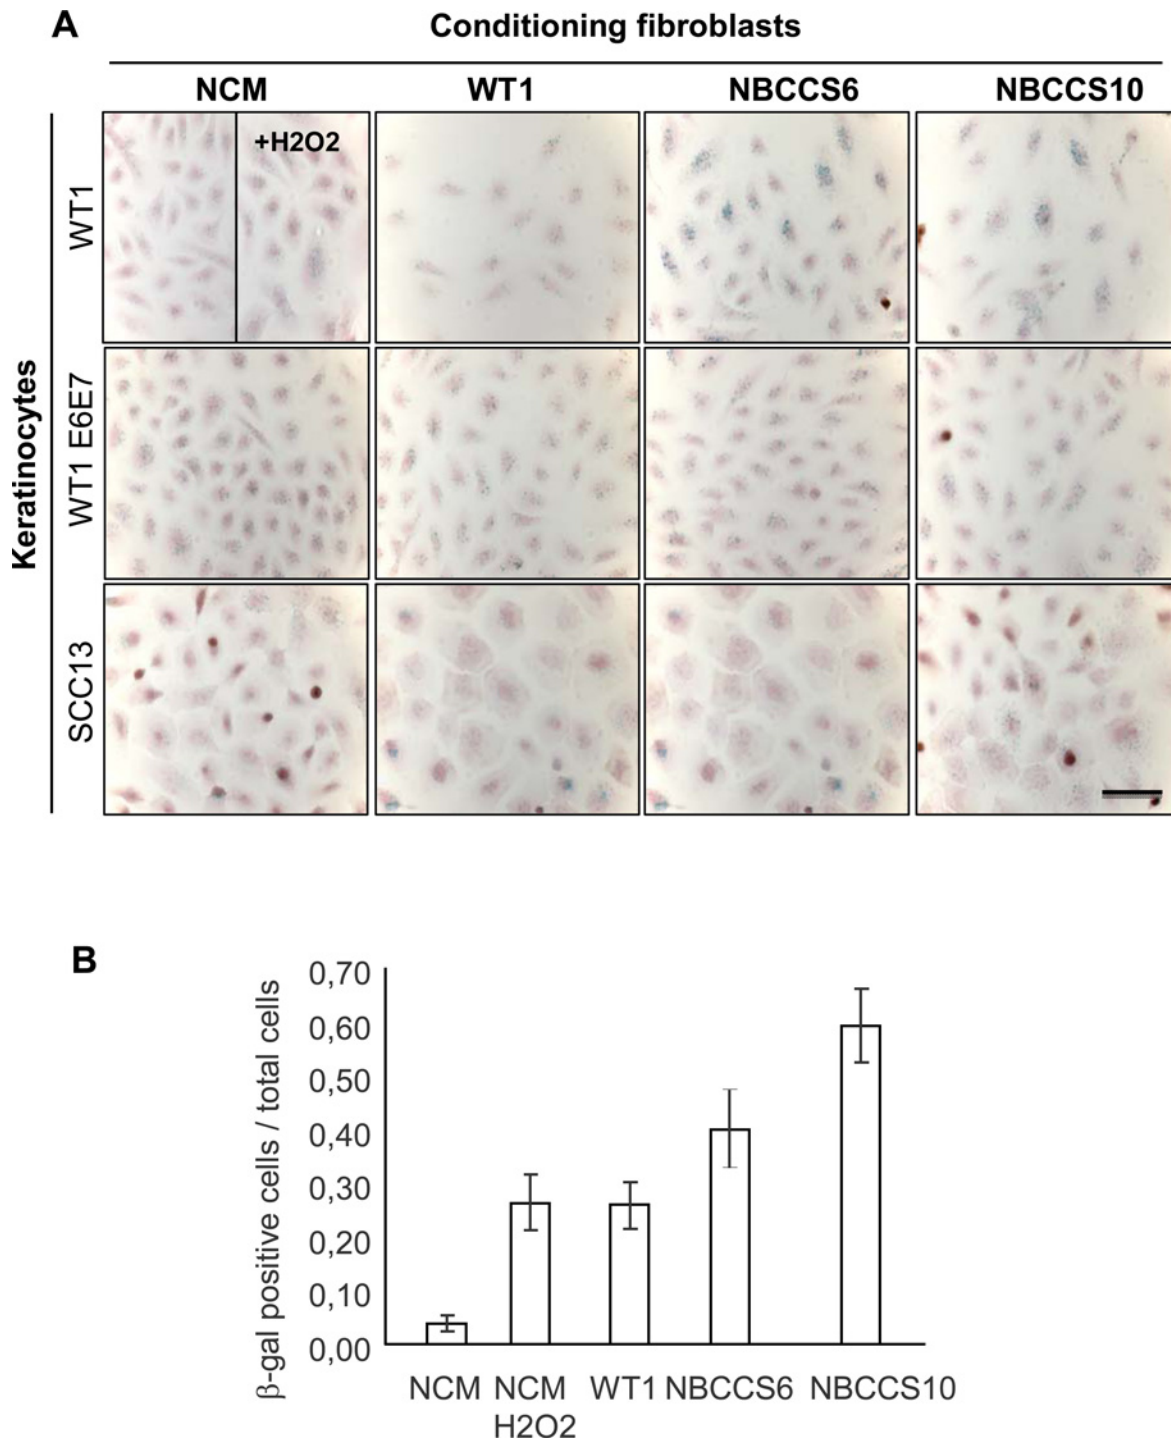 A
Conditioning fibroblasts
NCM WT1 NBCCS6 NBCCS10
+H2O2
Keratinocytes
WT1
WT1 E6E7
SCC13
B
β-gal positive cells / total cells
0,70
0,60
0,50
0,40
0,30
0,20
0,10
0,00
NCM NCM WT1 NBCCS6 NBCCS10
H2O2